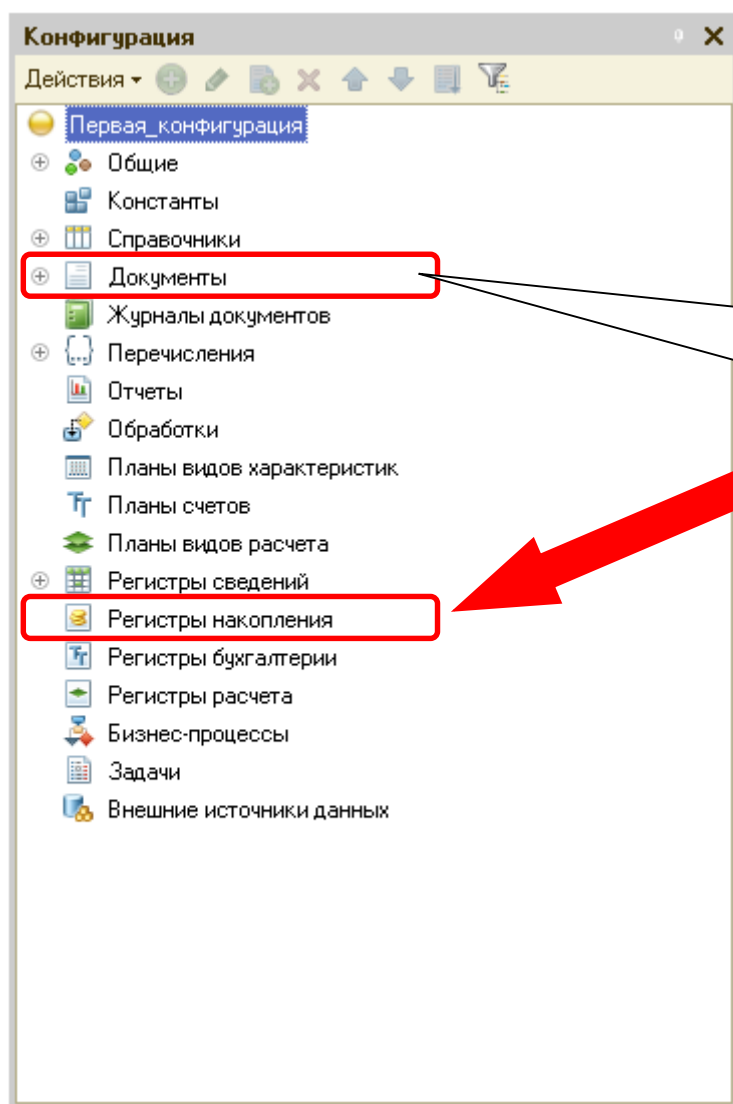 Конфигурация
Действия
Первая_конфигурация
Общие
Константы
Справочники
Документы
Журналы документов
Перечисления
Отчеты
Обработки
Планы видов характеристик
Планы счетов
Планы видов расчета
Регистры сведений
Регистры накопления
Регистры бухгалтерии
Регистры расчета
Бизнес-процессы
Задачи
Внешние источники данных